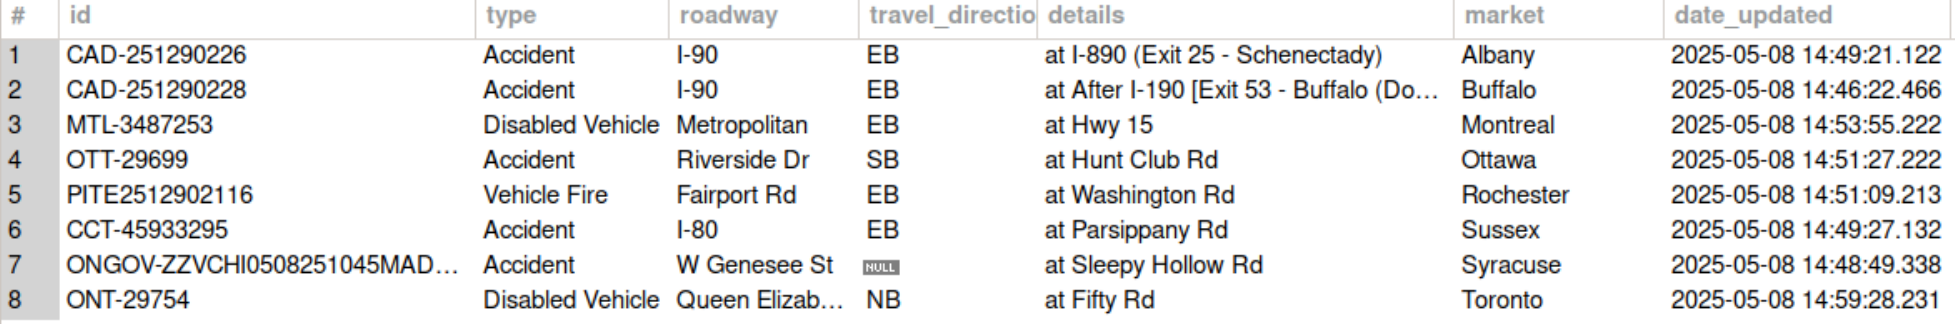 # id type roadway travel_directio details market date_updated
1 CAD-251290226 Accident I-90 EB at I-890 (Exit 25 - Schenectady) Albany 2025-05-08 14:49:21.122
2 CAD-251290228 Accident I-90 EB at After I-190 [Exit 53 - Buffalo (Do… Buffalo 2025-05-08 14:46:22.466
3 MTL-3487253 Disabled Vehicle Metropolitan EB at Hwy 15 Montreal 2025-05-08 14:53:55.222
4 OTT-29699 Accident Riverside Dr SB at Hunt Club Rd Ottawa 2025-05-08 14:51:27.222
5 PITE2512902116 Vehicle Fire Fairport Rd EB at Washington Rd Rochester 2025-05-08 14:51:09.213
6 CCT-45933295 Accident I-80 EB at Parsippany Rd Sussex 2025-05-08 14:49:27.132
7 ONGOV-ZZVCHI0508251045MAD… Accident W Genesee St NULL at Sleepy Hollow Rd Syracuse 2025-05-08 14:48:49.338
8 ONT-29754 Disabled Vehicle Queen Elizab… NB at Fifty Rd Toronto 2025-05-08 14:59:28.231